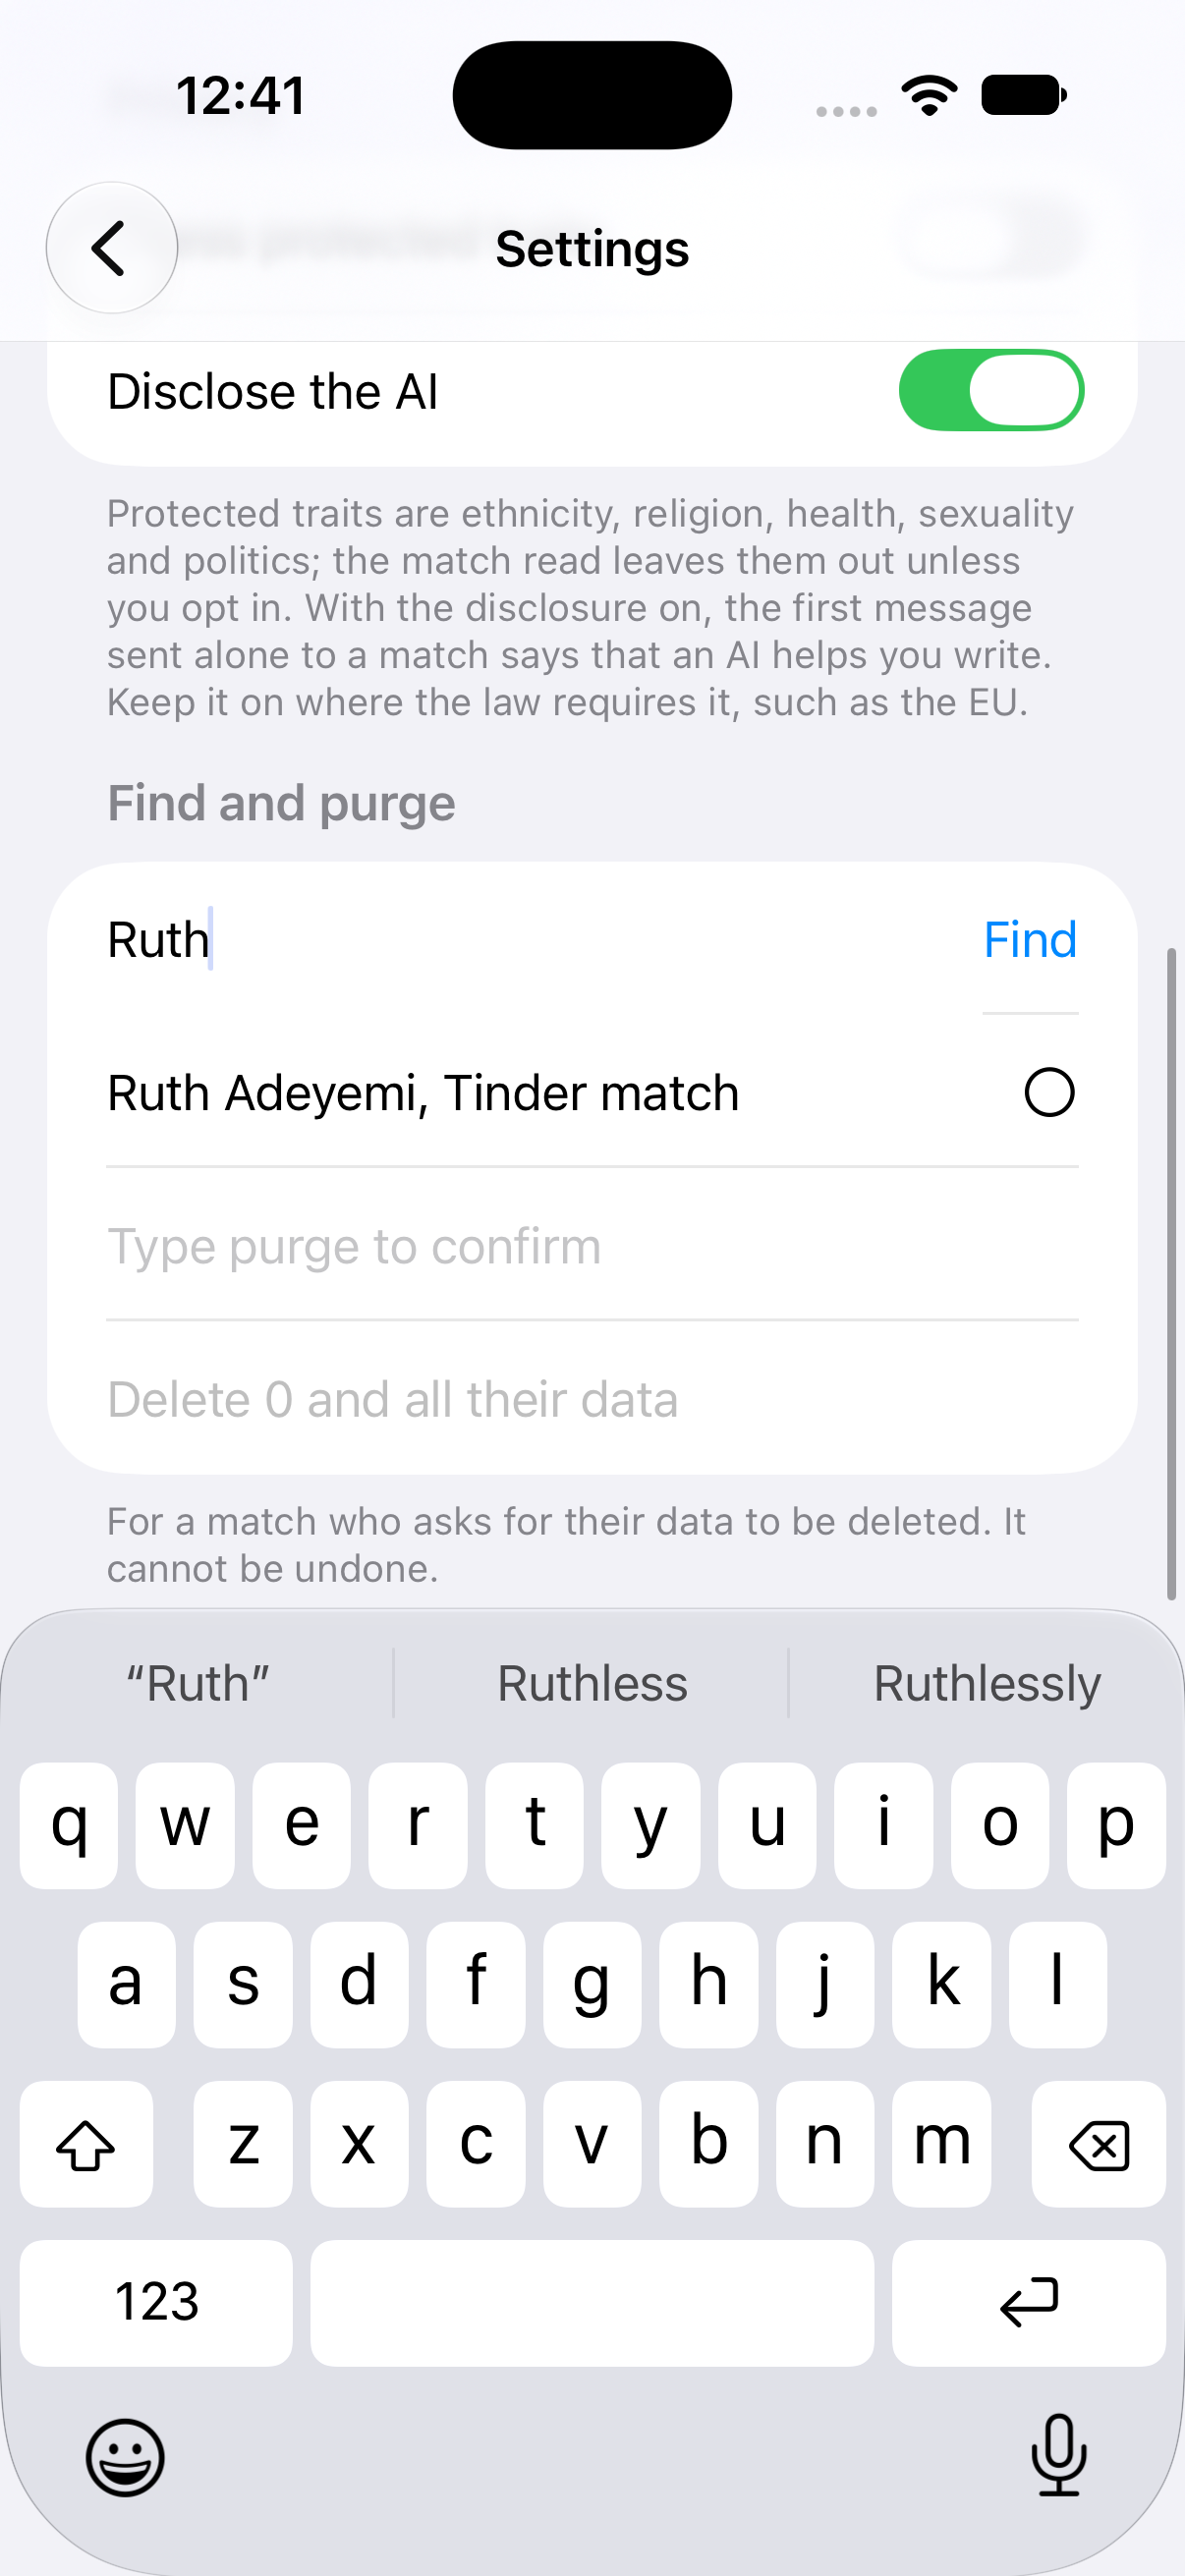 12:41
Settings
Disclose the AI
Protected traits are ethnicity, religion, health, sexuality
and politics; the match read leaves them out unless
you opt in. With the disclosure on, the first message
sent alone to a match says that an AI helps you write.
Keep it on where the law requires it, such as the EU.
Find and purge
Ruth Find
Ruth Adeyemi, Tinder match
Type purge to confirm
Delete 0 and all their data
For a match who asks for their data to be deleted. It
cannot be undone.
“Ruth” Ruthless Ruthlessly
q w e r t y u i o p
a s d f g h j k l
z x c v b n m
123